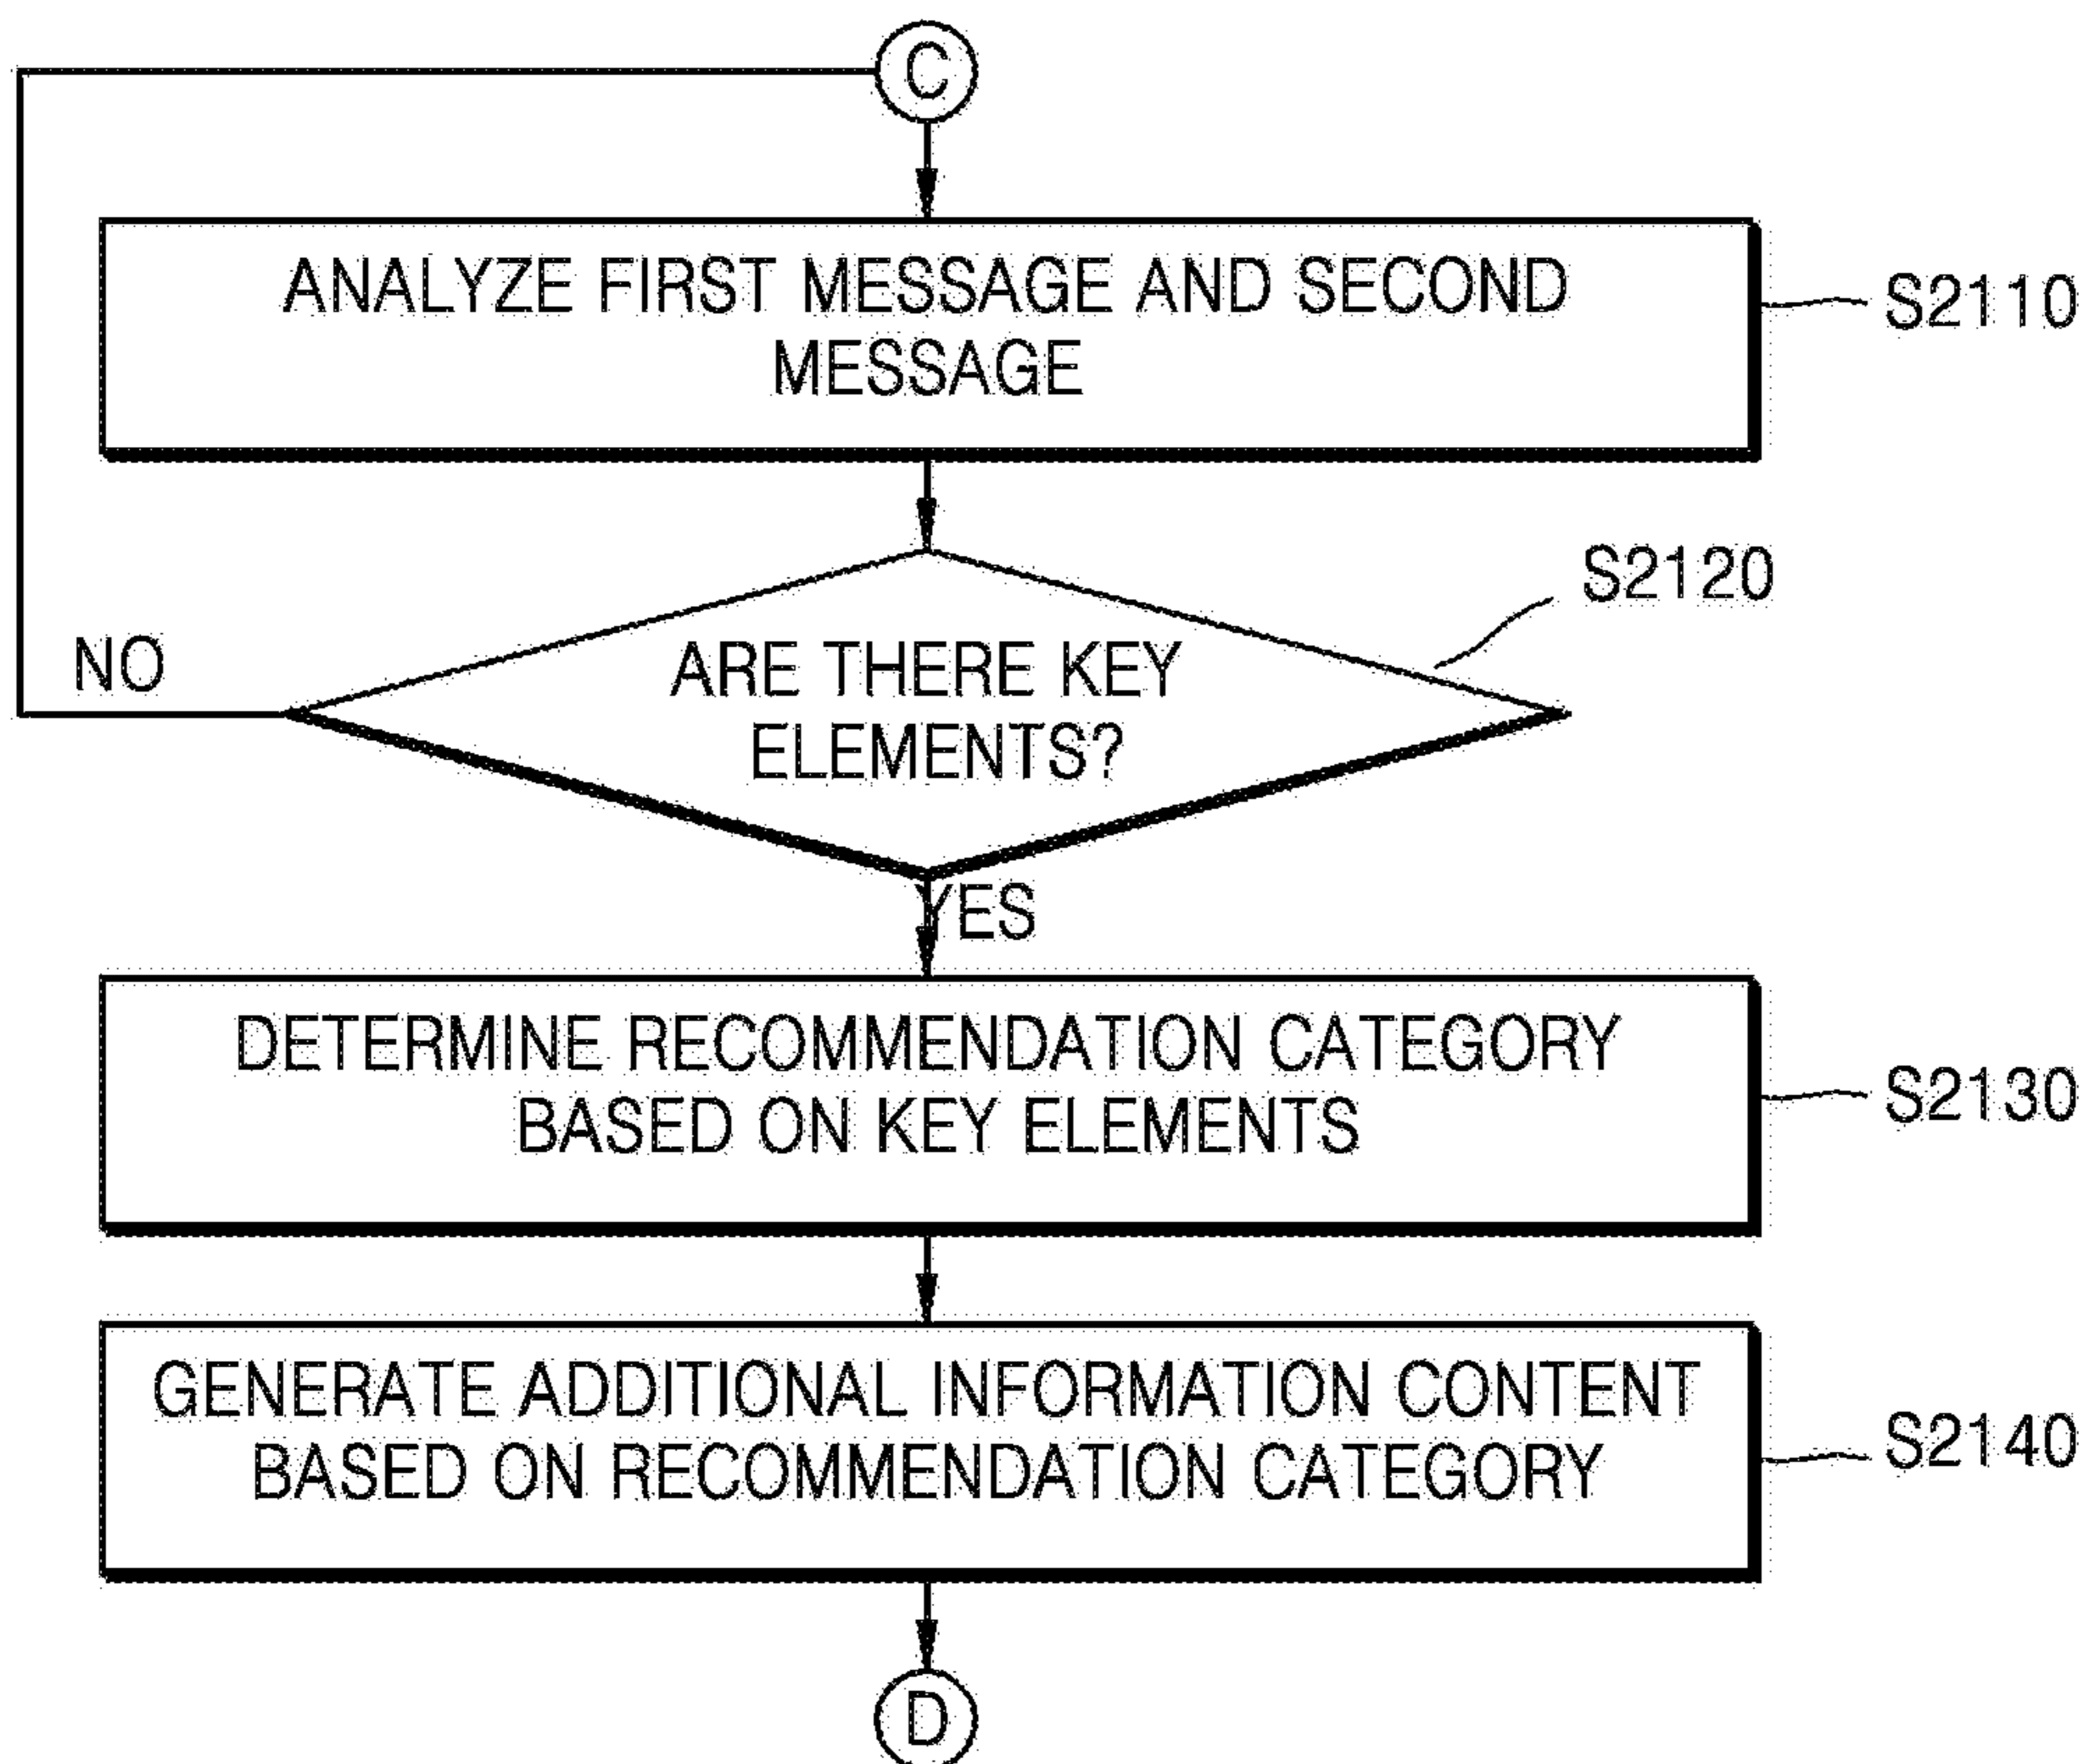 C
ANALYZE FIRST MESSAGE AND SECOND
MESSAGE
S2110
S2120
ARE THERE KEY
ELEMENTS?
NO
YES
DETERMINE RECOMMENDATION CATEGORY
BASED ON KEY ELEMENTS
S2130
GENERATE ADDITIONAL INFORMATION CONTENT
BASED ON RECOMMENDATION CATEGORY
S2140
D